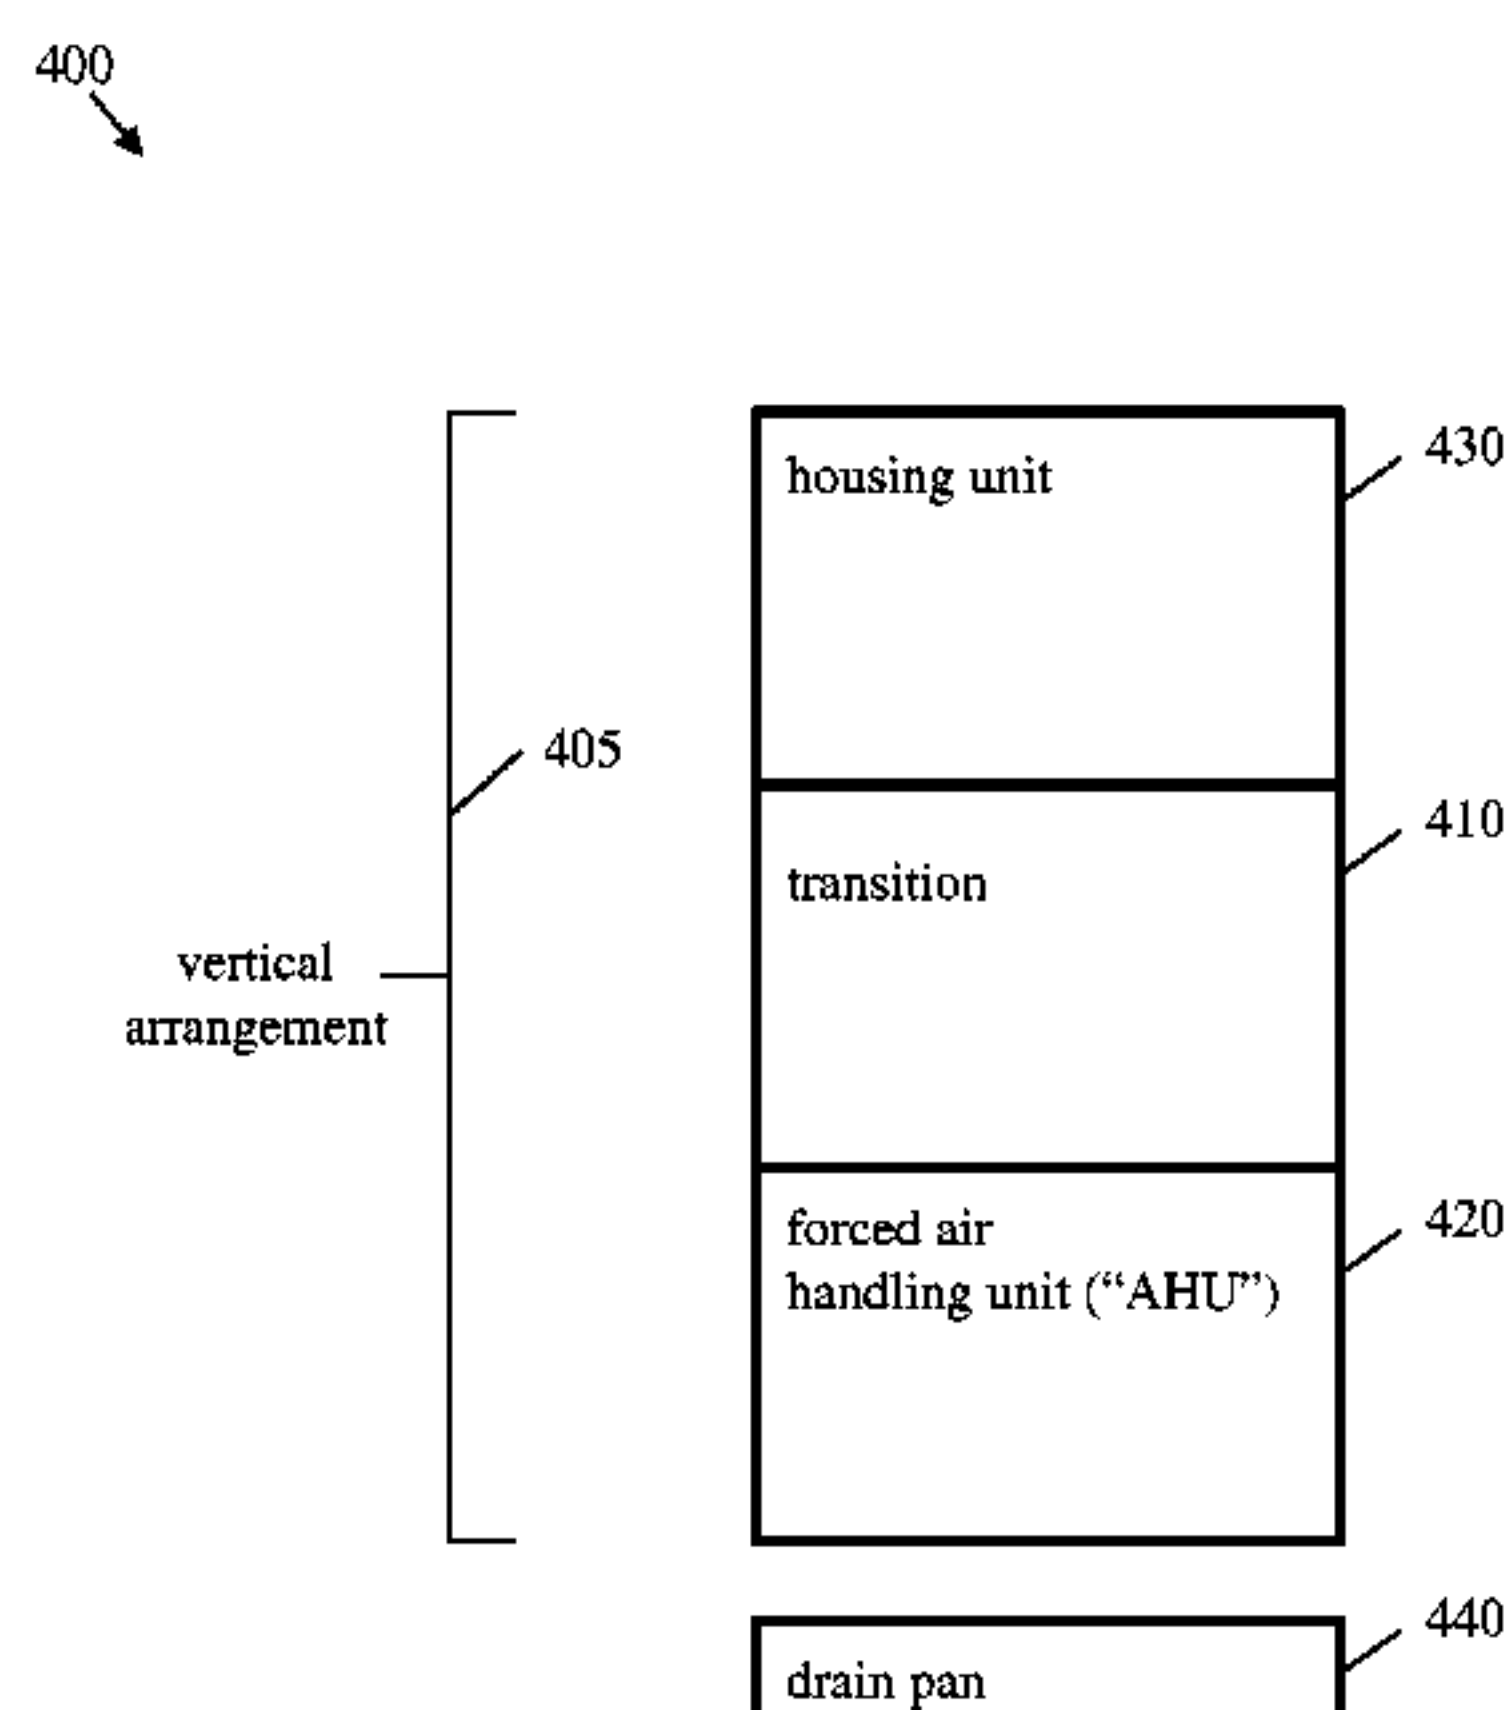 400
housing unit
430
405
410
transition
vertical
arrangement
forced air
handling unit (“AHU”)
420
440
drain pan